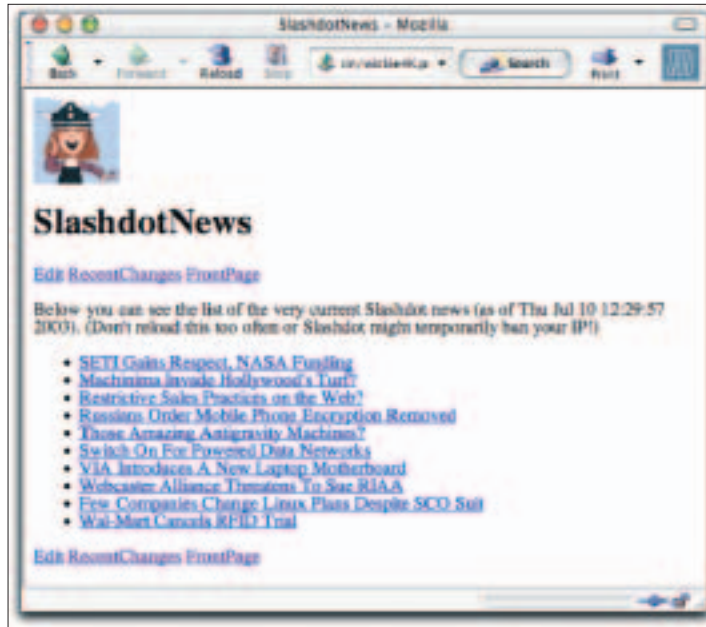 SlashdotNews - Mozilla
Back Forward Reload Stop Search Print
SlashdotNews
Edit RecentChanges FrontPage
Below you can see the list of the very current Slashdot news (as of Thu Jul 10 12:29:57
2003). (Don't reload this too often or Slashdot might temporarily ban your IP!)
• SETI Gains Respect, NASA Funding
• Machinima Invade Hollywood's Turf?
• Restrictive Sales Practices on the Web?
• Russians Order Mobile Phone Encryption Removed
• Those Amazing Antigravity Machines?
• Switch On For Powered Data Networks
• VIA Introduces A New Laptop Motherboard
• Webcaster Alliance Threatens To Sue RIAA
• Few Companies Change Linux Plans Despite SCO Suit
• Wal-Mart Cancels RFID Trial
Edit RecentChanges FrontPage